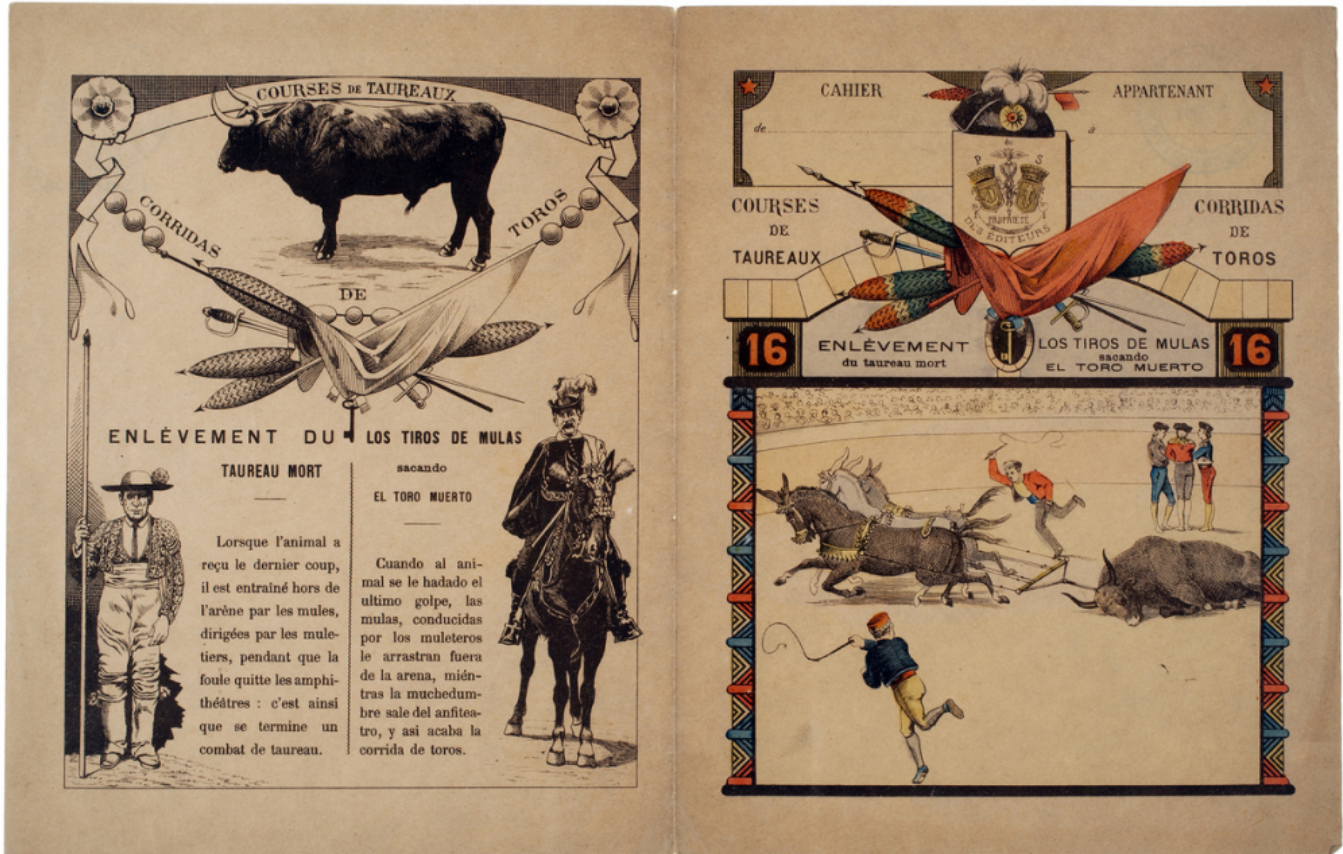 COURSES DE TAUREAUX
CORRIDAS
DE
TOROS
ENLÈVEMENT DU
TAUREAU MORT
Lorsque l'animal a
reçu le dernier coup,
il est entraîné hors de
l'arène par les mules,
dirigées par les mule-
tiers, pendant que la
foule quitte les amphi-
théâtres : c'est ainsi
que se termine un
combat de taureau.
LOS TIROS DE MULAS
sacando
EL TORO MUERTO
Cuando al ani-
mal se le hadado el
ultimo golpe, las
mulas, conducidas
por los muleteros
le arrastran fuera
de la arena, mién-
tras la muchedum-
bre sale del anfitea-
tro, y asi acaba la
corrida de toros.
CAHIER
APPARTENANT
de
à
P S
PROPRIÉTÉ
DES ÉDITEURS
COURSES
DE
TAUREAUX
CORRIDAS
DE
TOROS
16
ENLÈVEMENT
du taureau mort
LOS TIROS DE MULAS
sacando
EL TORO MUERTO
16